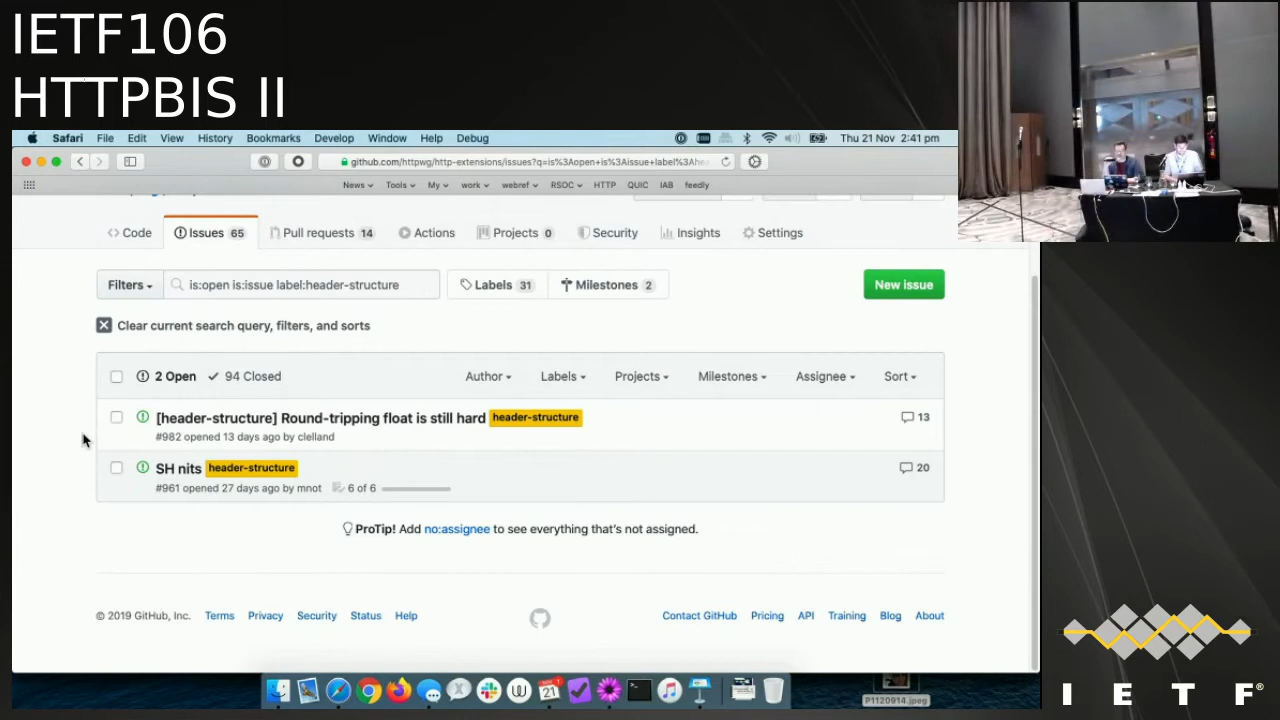 IETF106
HTTPBIS II
Safari File Edit View History Bookmarks Develop Window Help Debug Thu 21 Nov 2:41 pm
github.com/httpwg/http-extensions/issues?q=is%3Aopen+is%3Aissue+label%3Ahea
News Tools My work webref RSOC HTTP QUIC IAB feedly
Code Issues 65 Pull requests 14 Actions Projects 0 Security Insights Settings
Filters is:open is:issue label:header-structure Labels 31 Milestones 2 New issue
Clear current search query, filters, and sorts
2 Open 94 Closed Author Labels Projects Milestones Assignee Sort
[header-structure] Round-tripping float is still hard header-structure 13
#982 opened 13 days ago by clelland
SH nits header-structure 20
#961 opened 27 days ago by mnot 6 of 6
ProTip! Add no:assignee to see everything that's not assigned.
© 2019 GitHub, Inc. Terms Privacy Security Status Help Contact GitHub Pricing API Training Blog About
21
P1120914.jpeg
I E T F®